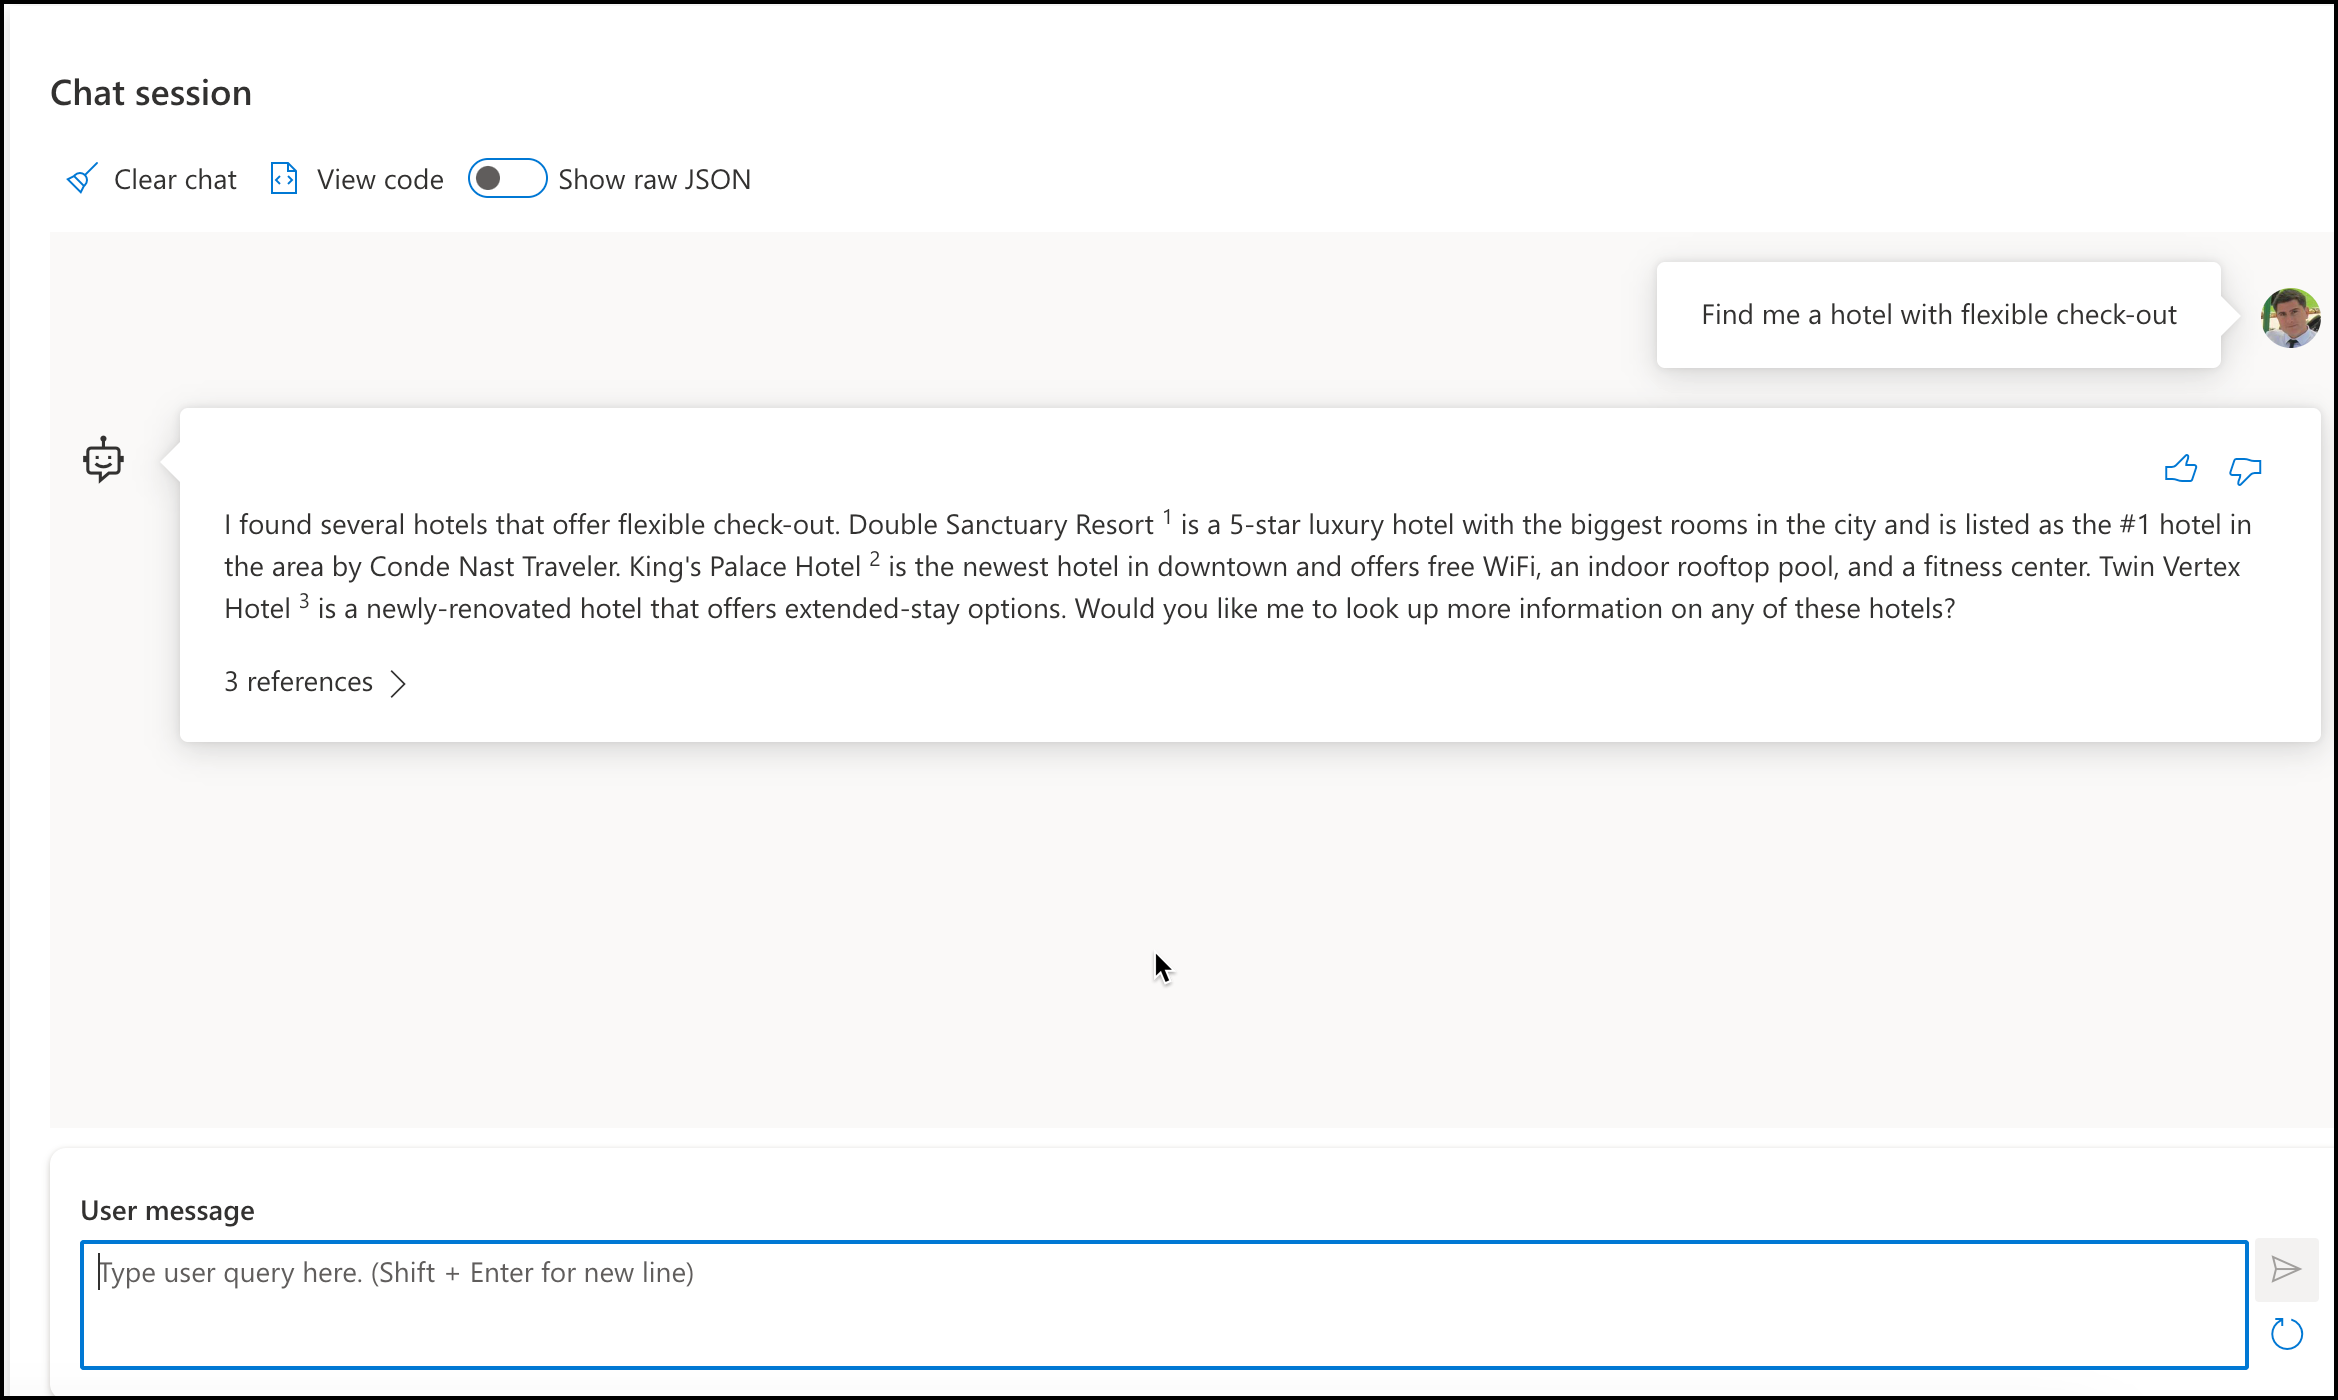 Chat session
Clear chat View code Show raw JSON
Find me a hotel with flexible check-out
I found several hotels that offer flexible check-out. Double Sanctuary Resort 1 is a 5-star luxury hotel with the biggest rooms in the city and is listed as the #1 hotel in
the area by Conde Nast Traveler. King's Palace Hotel 2 is the newest hotel in downtown and offers free WiFi, an indoor rooftop pool, and a fitness center. Twin Vertex
Hotel 3 is a newly-renovated hotel that offers extended-stay options. Would you like me to look up more information on any of these hotels?
3 references
User message
Type user query here. (Shift + Enter for new line)